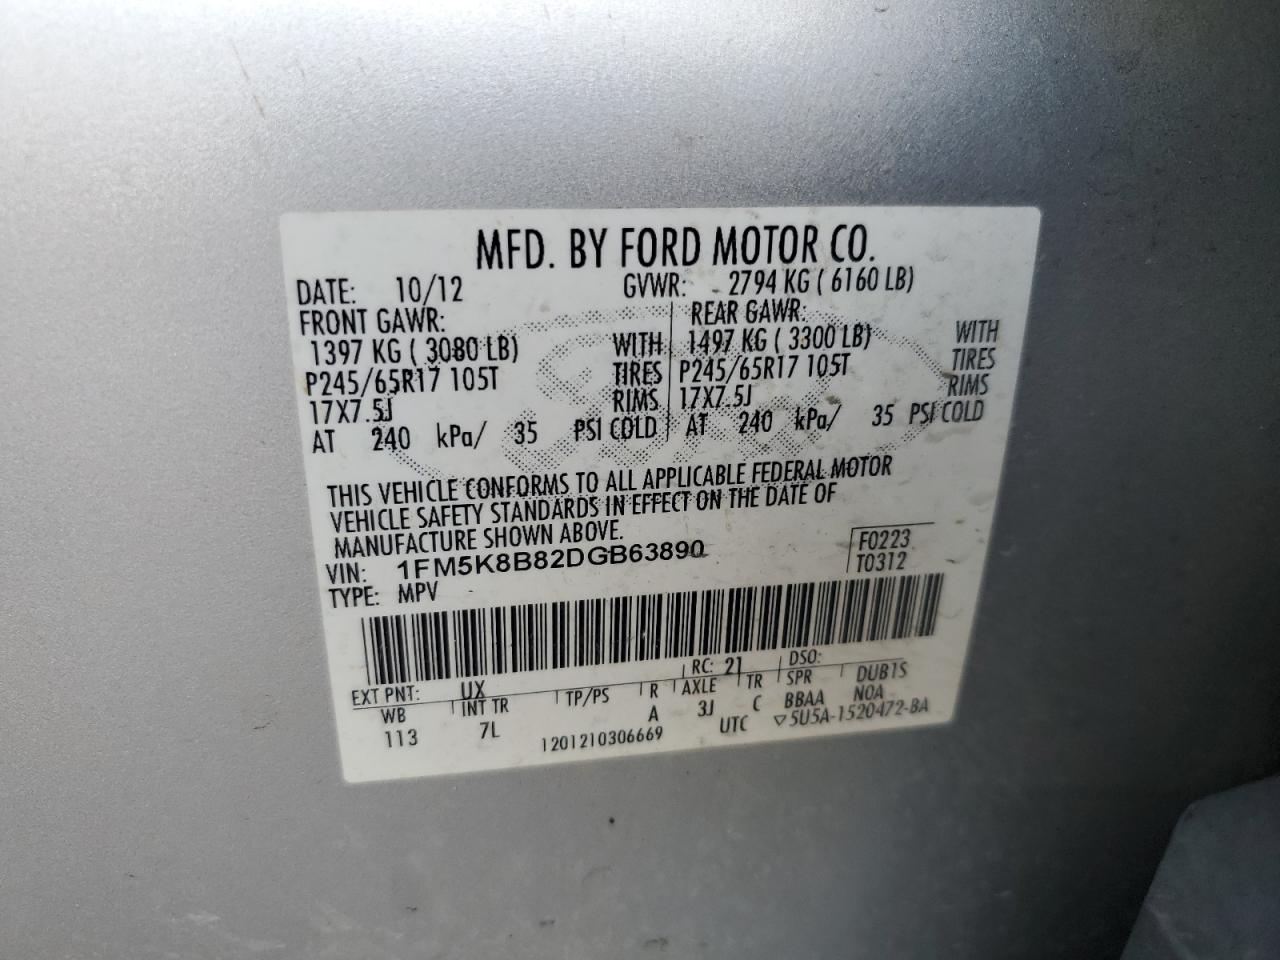 MFD. BY FORD MOTOR CO.
DATE: 10/12 GVWR: 2794 KG ( 6160 LB)
FRONT GAWR: REAR GAWR:
1397 KG ( 3080 LB) WITH 1497 KG ( 3300 LB) WITH
P245/65R17 105T TIRES P245/65R17 105T TIRES
17X7.5J RIMS 17X7.5J RIMS
AT 240 kPa/ 35 PSI COLD AT 240 kPa/ 35 PSI COLD
THIS VEHICLE CONFORMS TO ALL APPLICABLE FEDERAL MOTOR
VEHICLE SAFETY STANDARDS IN EFFECT ON THE DATE OF
MANUFACTURE SHOWN ABOVE.
VIN: 1FM5K8B82DGB63890 F0223
TYPE: MPV T0312
EXT PNT: UX RC: 21 DSO:
WB INT TR TP/PS R AXLE TR SPR DUB1S
113 7L A 3J C BBAA N0A
1201210306669 UTC ▽5U5A-1520472-BA